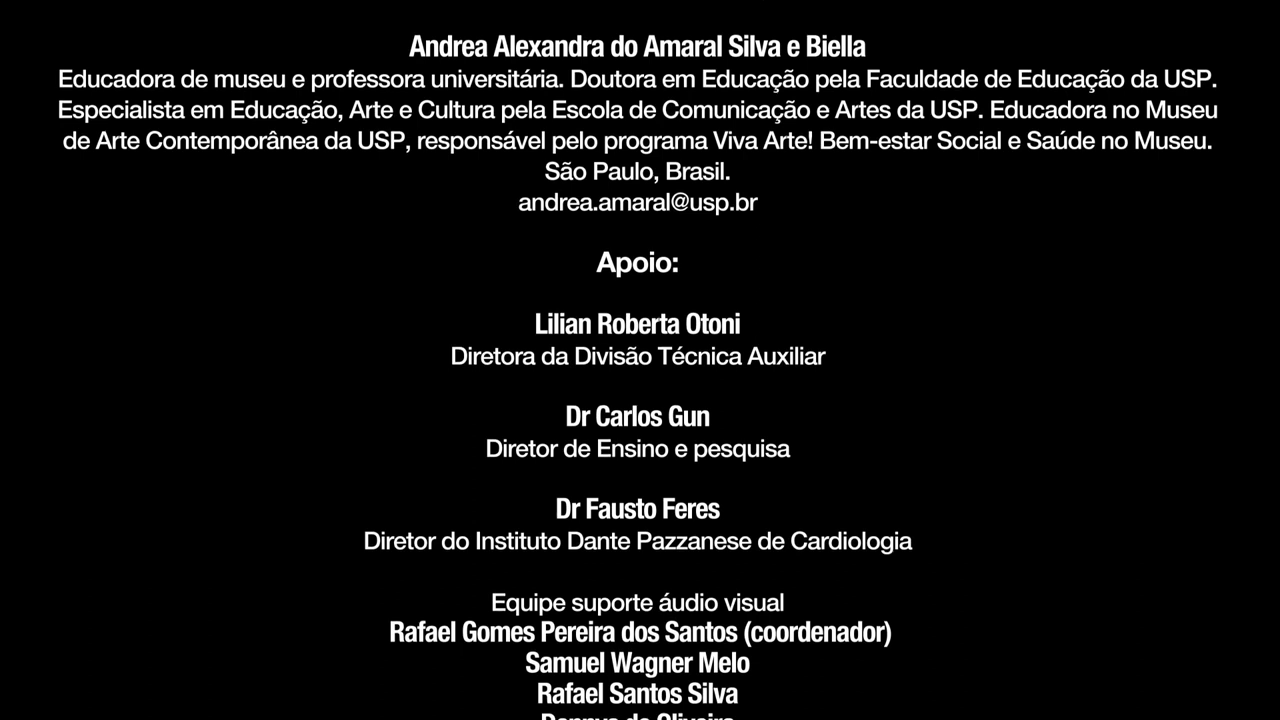 Andrea Alexandra do Amaral Silva e Biella
Educadora de museu e professora universitária. Doutora em Educação pela Faculdade de Educação da USP.
Especialista em Educação, Arte e Cultura pela Escola de Comunicação e Artes da USP. Educadora no Museu
de Arte Contemporânea da USP, responsável pelo programa Viva Arte! Bem-estar Social e Saúde no Museu.
São Paulo, Brasil.
andrea.amaral@usp.br
Apoio:
Lilian Roberta Otoni
Diretora da Divisão Técnica Auxiliar
Dr Carlos Gun
Diretor de Ensino e pesquisa
Dr Fausto Feres
Diretor do Instituto Dante Pazzanese de Cardiologia
Equipe suporte áudio visual
Rafael Gomes Pereira dos Santos (coordenador)
Samuel Wagner Melo
Rafael Santos Silva